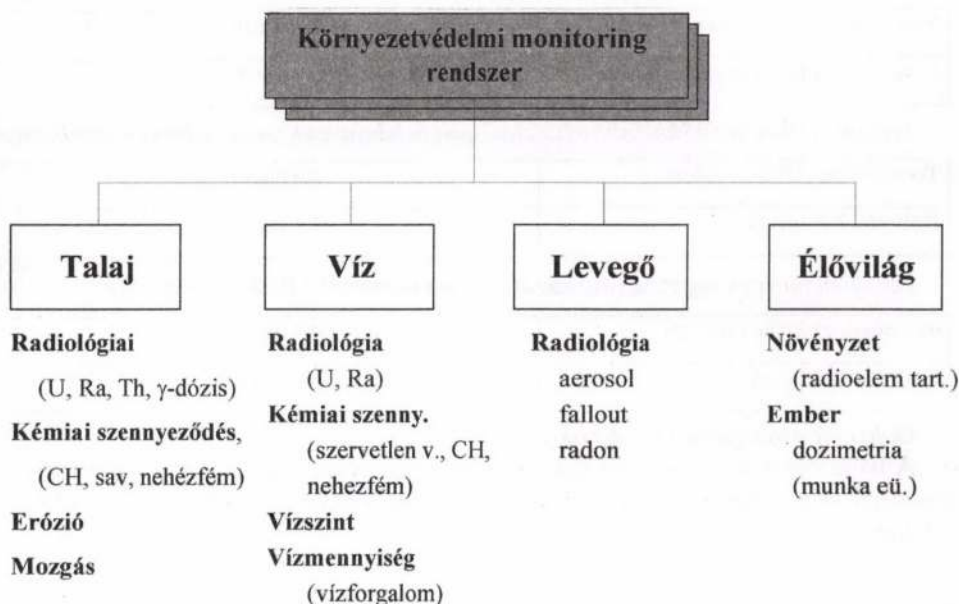 Környezetvédelmi monitoring
rendszer
Talaj
Radiológiai
(U, Ra, Th, γ-dózis)
Kémiai szennyeződés,
(CH, sav, nehézfém)
Erózió
Mozgás
Víz
Radiológia
(U, Ra)
Kémiai szenny.
(szervetlen v., CH,
nehezfém)
Vízszint
Vízmennyiség
(vízforgalom)
Levegő
Radiológia
aerosol
fallout
radon
Élővilág
Növényzet
(radioelem tart.)
Ember
dozimetria
(munka eü.)